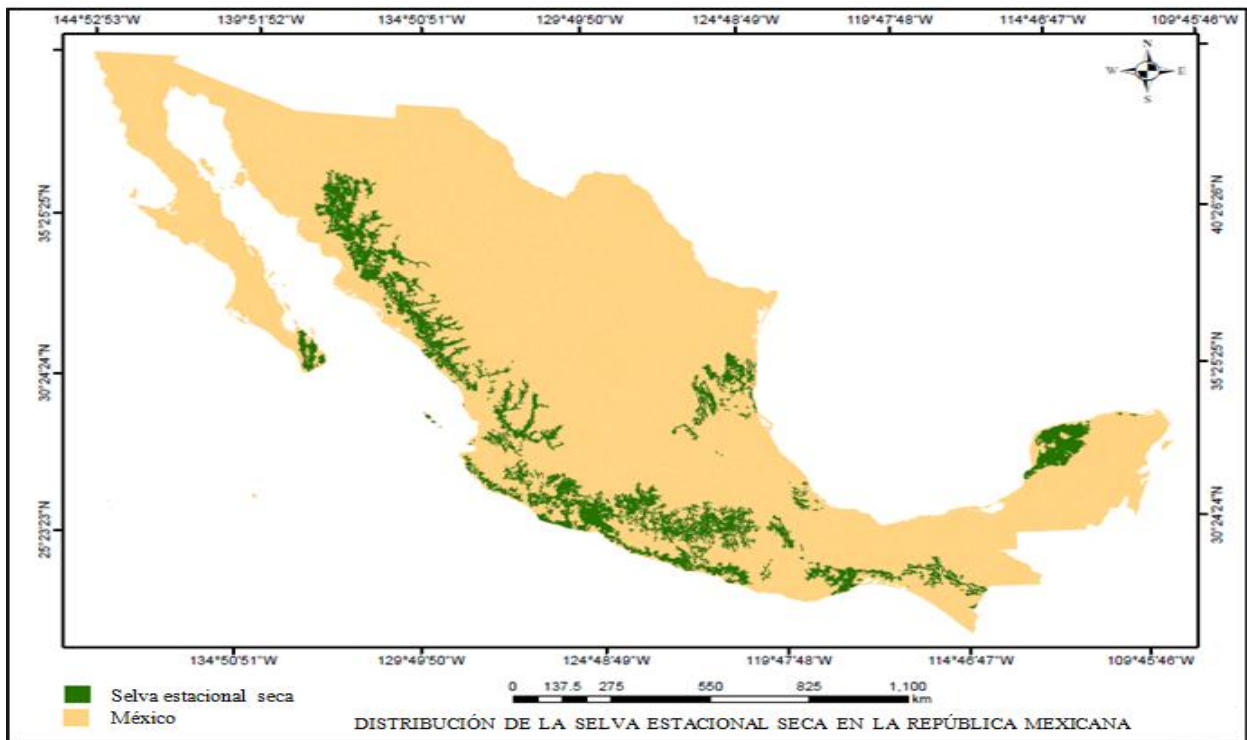 144°52'53"W 139°51'52"W 134°50'51"W 129°49'50"W 124°48'49"W 119°47'48"W 114°46'47"W 109°45'46"W
N
W E
S
35°25'25"N
40°26'26"N
30°24'24"N
35°25'25"N
25°23'23"N
30°24'24"N
134°50'51"W 129°49'50"W 124°48'49"W 119°47'48"W 114°46'47"W 109°45'46"W
Selva estacional seca
México
0 137.5 275 550 825 1,100
km
DISTRIBUCIÓN DE LA SELVA ESTACIONAL SECA EN LA REPÚBLICA MEXICANA